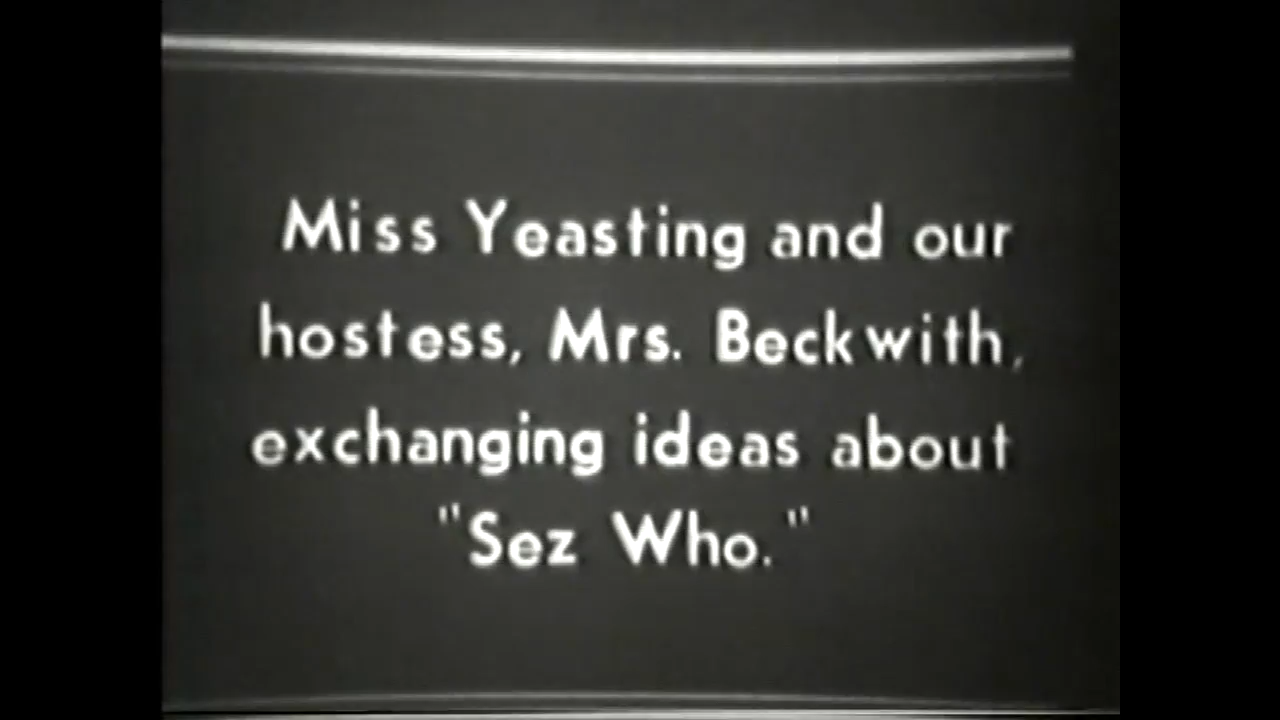 Miss Yeasting and our
hostess, Mrs. Beckwith,
exchanging ideas about
"Sez Who."